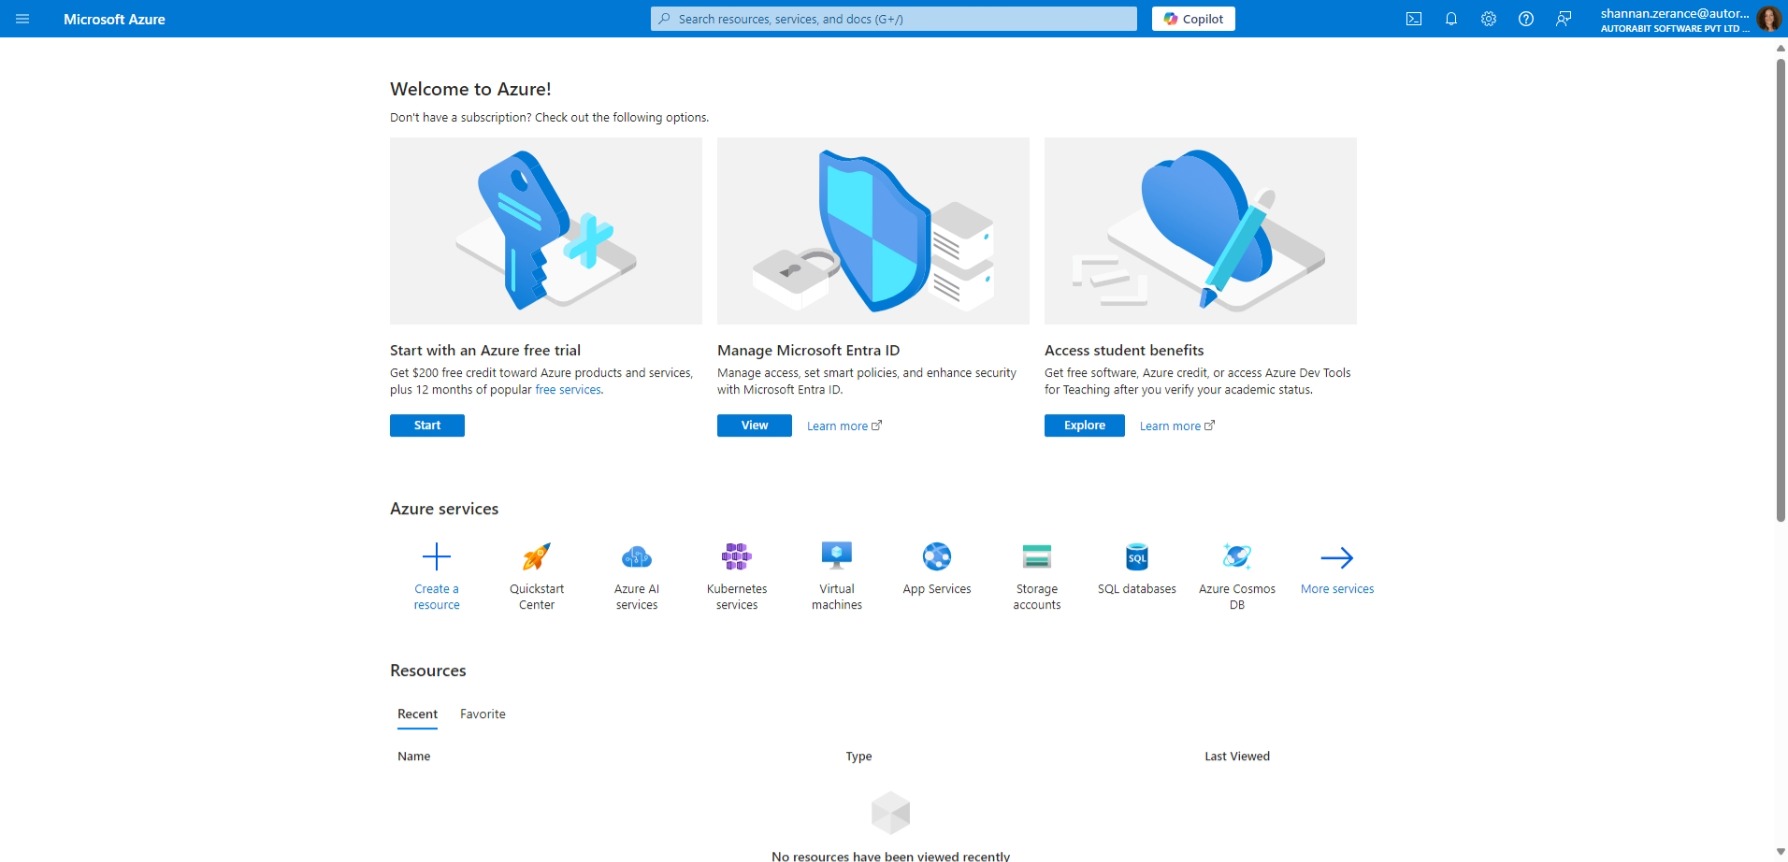 Microsoft Azure
Search resources, services, and docs (G+/)
Copilot
shannan.zerance@autor...
AUTORABIT SOFTWARE PVT LTD ...
Welcome to Azure!
Don't have a subscription? Check out the following options.
Start with an Azure free trial
Get $200 free credit toward Azure products and services,
plus 12 months of popular free services.
Start
Manage Microsoft Entra ID
Manage access, set smart policies, and enhance security
with Microsoft Entra ID.
View
Learn more
Access student benefits
Get free software, Azure credit, or access Azure Dev Tools
for Teaching after you verify your academic status.
Explore
Learn more
Azure services
Create a
resource
Quickstart
Center
Azure AI
services
Kubernetes
services
Virtual
machines
App Services
Storage
accounts
SQL
SQL databases
Azure Cosmos
DB
More services
Resources
Recent
Favorite
Name
Type
Last Viewed
No resources have been viewed recently